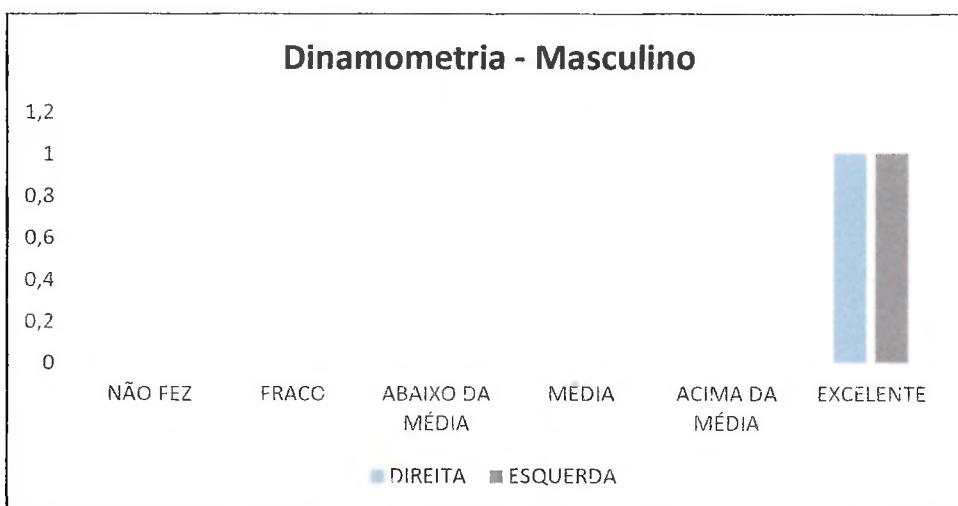 Dinamometria - Masculino
1,2
1
0,8
0,6
0,4
0,2
0
NÃO FEZ FRACO ABAIXO DA MÉDIA ACIMA DA EXCELENTE
MÉDIA MÉDIA
DIREITA ESQUERDA